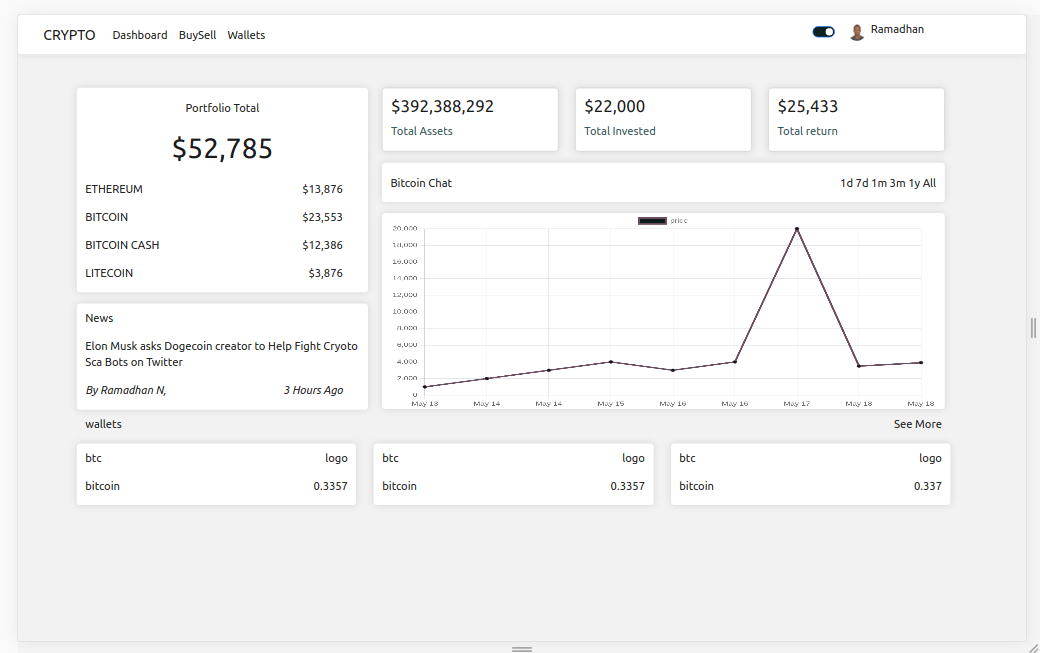 CRYPTO Dashboard BuySell Wallets Ramadhan
Portfolio Total
$52,785
ETHEREUM $13,876
BITCOIN $23,553
BITCOIN CASH $12,386
LITECOIN $3,876
News
Elon Musk asks Dogecoin creator to Help Fight Cryoto
Sca Bots on Twitter
By Ramadhan N, 3 Hours Ago
$392,388,292
Total Assets
$22,000
Total Invested
$25,433
Total return
Bitcoin Chat 1d 7d 1m 3m 1y All
price
20,000
18,000
16,000
14,000
12,000
10,000
8,000
6,000
4,000
2,000
0
May 13 May 14 May 14 May 15 May 16 May 16 May 17 May 18 May 18
wallets See More
btc logo
bitcoin 0.3357
btc logo
bitcoin 0.3357
btc logo
bitcoin 0.337